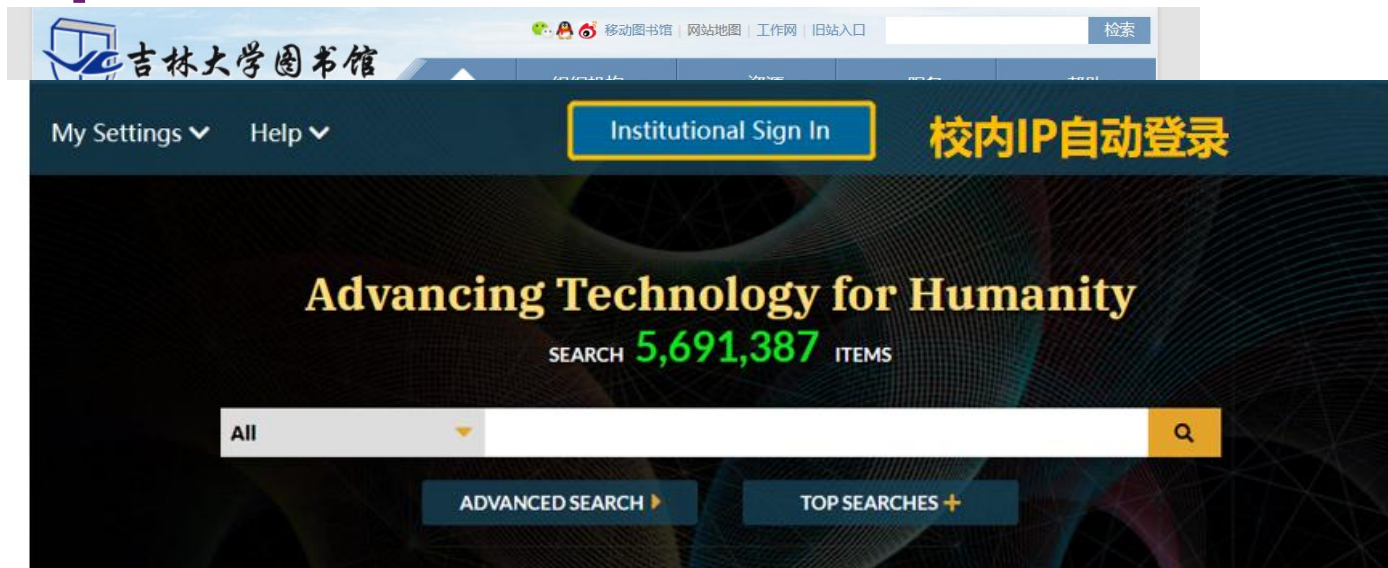 移动图书馆 | 网站地图 | 工作网 | 旧站入口
检索
吉林大学图书馆
My Settings Help Institutional Sign In 校内IP自动登录
Advancing Technology for Humanity
SEARCH 5,691,387 ITEMS
All
ADVANCED SEARCH TOP SEARCHES